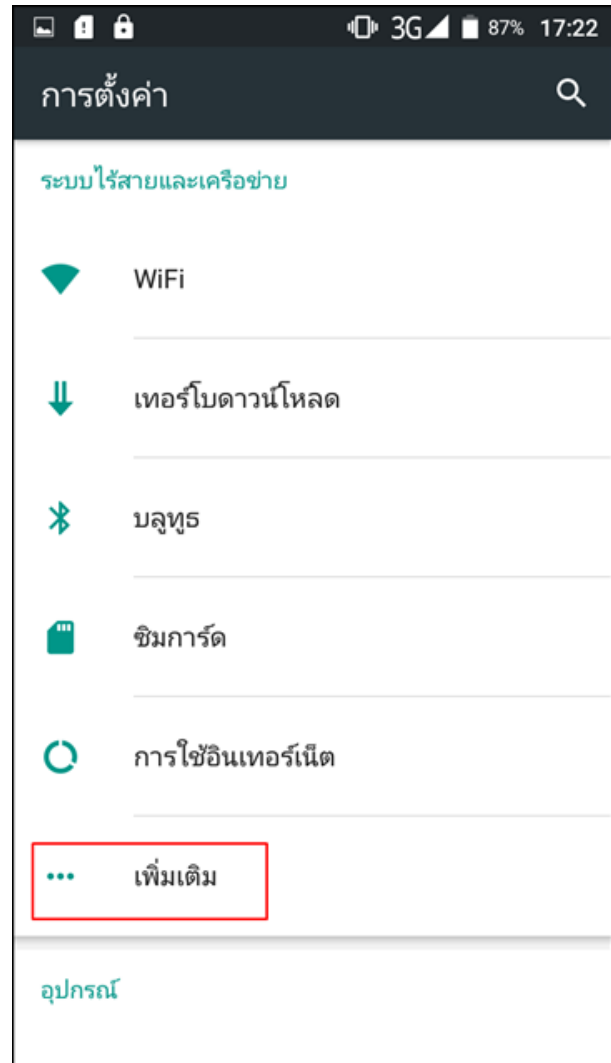 3G 87% 17:22
การตั้งค่า
ระบบไร้สายและเครือข่าย
WiFi
เทอร์โบดาวน์โหลด
บลูทูธ
ซิมการ์ด
การใช้อินเทอร์เน็ต
เพิ่มเติม
อุปกรณ์